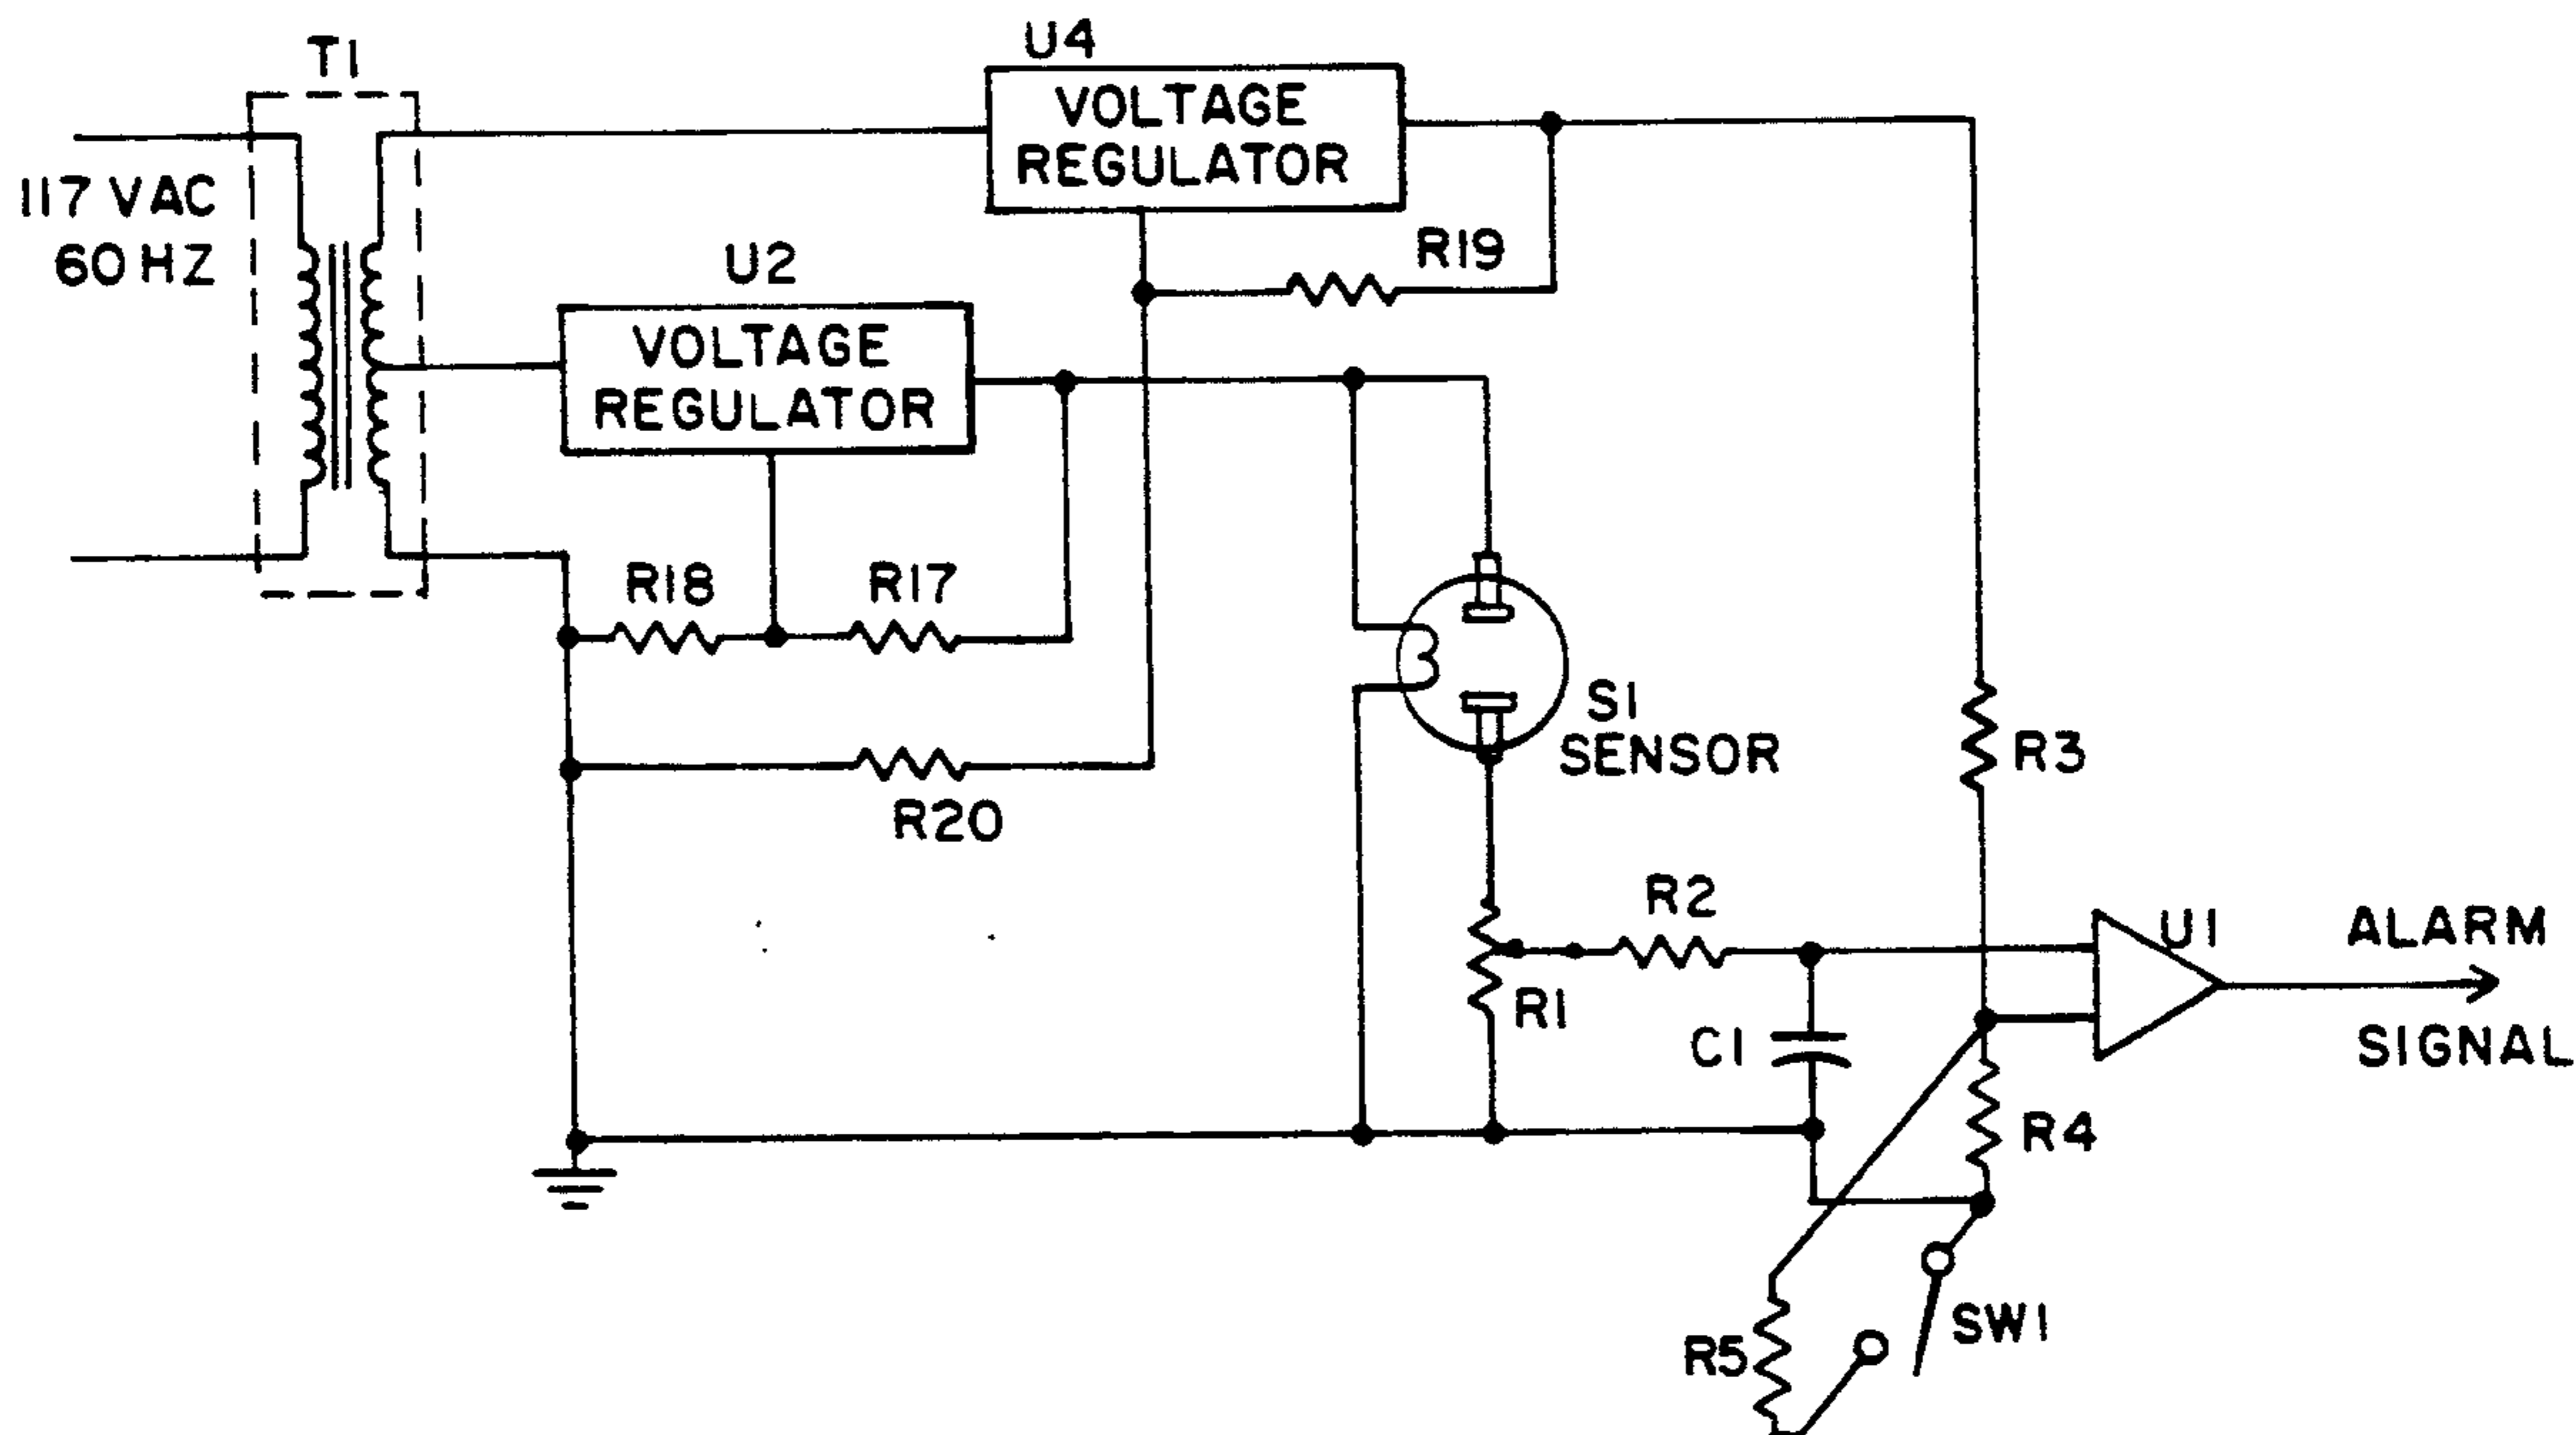 T1
U4
VOLTAGE
REGULATOR
117 VAC
60 HZ
R19
U2
VOLTAGE
REGULATOR
R18
R17
S1
SENSOR
R3
R20
R2
U1
ALARM
R1
C1
SIGNAL
R4
SW1
R5